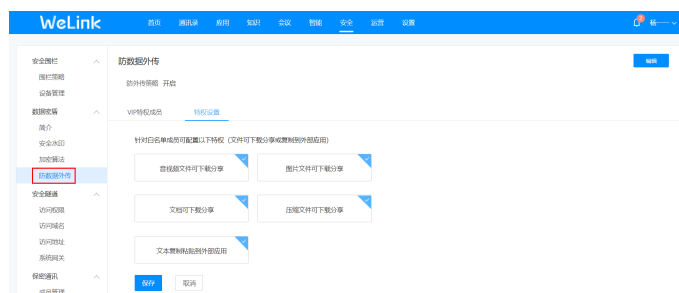 WeLink 首页 通讯录 应用 知识 会议 智能 安全 运营 设置 杨
安全围栏
围栏策略
设备管理
数据密盾
简介
安全水印
加密算法
防数据外传
安全隧道
访问权限
访问域名
访问地址
系统网关
保密通讯
成员管理
防数据外传 编辑
防外传策略 开启
VIP特权成员 特权设置
针对白名单成员可配置以下特权（文件可下载分享或复制到外部应用）
音视频文件可下载分享 图片文件可下载分享
文档可下载分享 压缩文件可下载分享
文本复制粘贴到外部应用
保存 取消